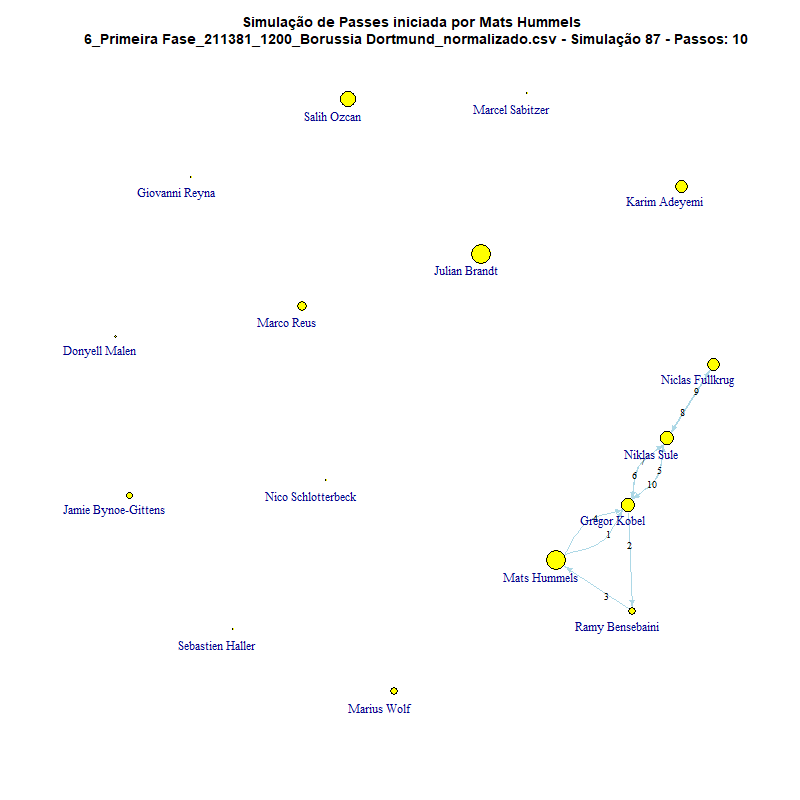 Simulação de Passes iniciada por Mats Hummels
6_Primeira Fase_211381_1200_Borussia Dortmund_normalizado.csv - Simulação 87 - Passos: 10
Salih Ozcan
Marcel Sabitzer
Giovanni Reyna
Karim Adeyemi
Julian Brandt
Marco Reus
Donyell Malen
Niclas Fullkrug
9
8
Niklas Sule
7
6
5
10
Nico Schlotterbeck
Jamie Bynoe-Gittens
Gregor Kobel
4
1
2
Mats Hummels
3
Ramy Bensebaini
Sebastien Haller
Marius Wolf